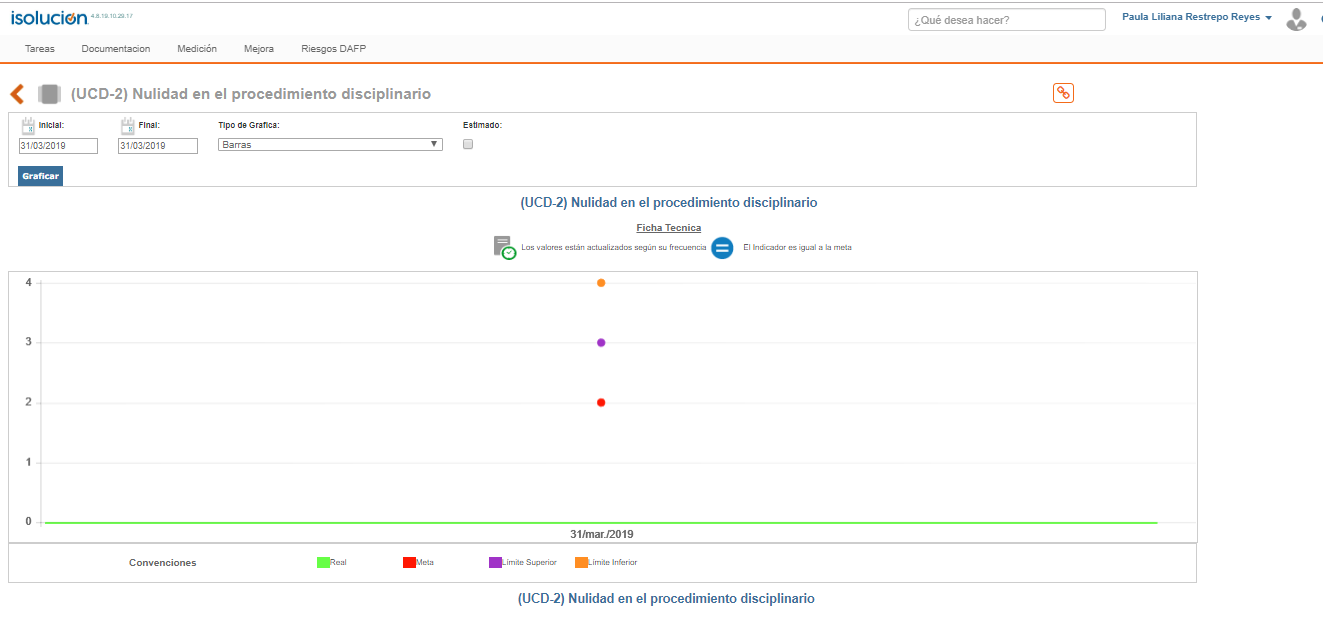 isolución 4.8.19.10.29.17
¿Qué desea hacer?
Paula Liliana Restrepo Reyes
Tareas Documentacion Medición Mejora Riesgos DAFP
(UCD-2) Nulidad en el procedimiento disciplinario
Inicial: Final: Tipo de Grafica: Estimado:
31/03/2019 31/03/2019 Barras
Graficar
(UCD-2) Nulidad en el procedimiento disciplinario
Ficha Tecnica
Los valores están actualizados según su frecuencia El Indicador es igual a la meta
4
3
2
1
0
31/mar./2019
Convenciones Real Meta Límite Superior Límite Inferior
(UCD-2) Nulidad en el procedimiento disciplinario